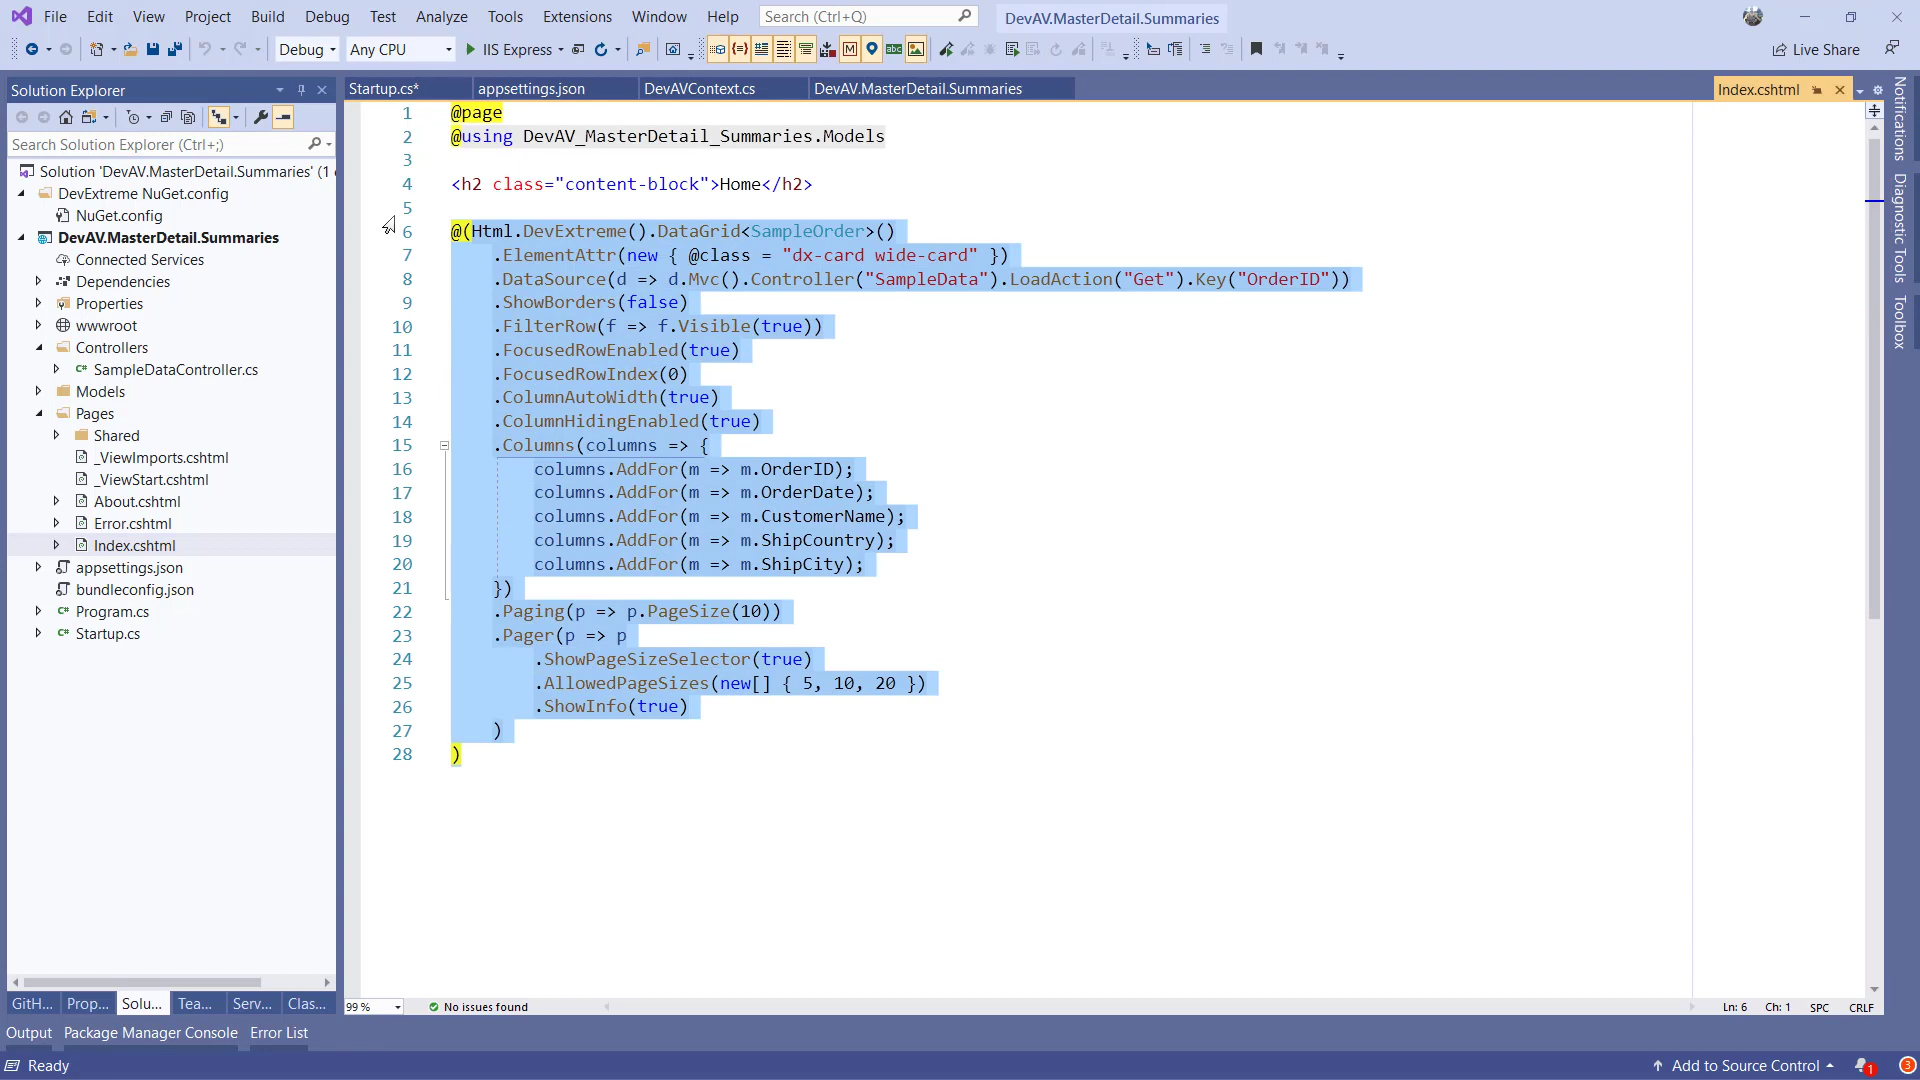 File Edit View Project Build Debug Test Analyze Tools Extensions Window Help Search (Ctrl+Q) DevAV.MasterDetail.Summaries
Debug Any CPU IIS Express Live Share
Solution Explorer
Search Solution Explorer (Ctrl+;)
Solution 'DevAV.MasterDetail.Summaries' (1
DevExtreme NuGet.config
NuGet.config
DevAV.MasterDetail.Summaries
Connected Services
Dependencies
Properties
wwwroot
Controllers
C# SampleDataController.cs
Models
Pages
Shared
_ViewImports.cshtml
_ViewStart.cshtml
About.cshtml
Error.cshtml
Index.cshtml
appsettings.json
bundleconfig.json
C# Program.cs
C# Startup.cs
GitH... Prop... Solu... Tea... Serv... Clas...
Startup.cs* appsettings.json DevAVContext.cs DevAV.MasterDetail.Summaries Index.cshtml
1 @page
2 @using DevAV_MasterDetail_Summaries.Models
3
4 <h2 class="content-block">Home</h2>
5
6 @(Html.DevExtreme().DataGrid<SampleOrder>()
7 .ElementAttr(new { @class = "dx-card wide-card" })
8 .DataSource(d => d.Mvc().Controller("SampleData").LoadAction("Get").Key("OrderID"))
9 .ShowBorders(false)
10 .FilterRow(f => f.Visible(true))
11 .FocusedRowEnabled(true)
12 .FocusedRowIndex(0)
13 .ColumnAutoWidth(true)
14 .ColumnHidingEnabled(true)
15 .Columns(columns => {
16 columns.AddFor(m => m.OrderID);
17 columns.AddFor(m => m.OrderDate);
18 columns.AddFor(m => m.CustomerName);
19 columns.AddFor(m => m.ShipCountry);
20 columns.AddFor(m => m.ShipCity);
21 })
22 .Paging(p => p.PageSize(10))
23 .Pager(p => p
24 .ShowPageSizeSelector(true)
25 .AllowedPageSizes(new[] { 5, 10, 20 })
26 .ShowInfo(true)
27 )
28 )
99 % No issues found Ln: 6 Ch: 1 SPC CRLF
Notifications
Diagnostic Tools
Toolbox
Output Package Manager Console Error List
Ready Add to Source Control 1 3